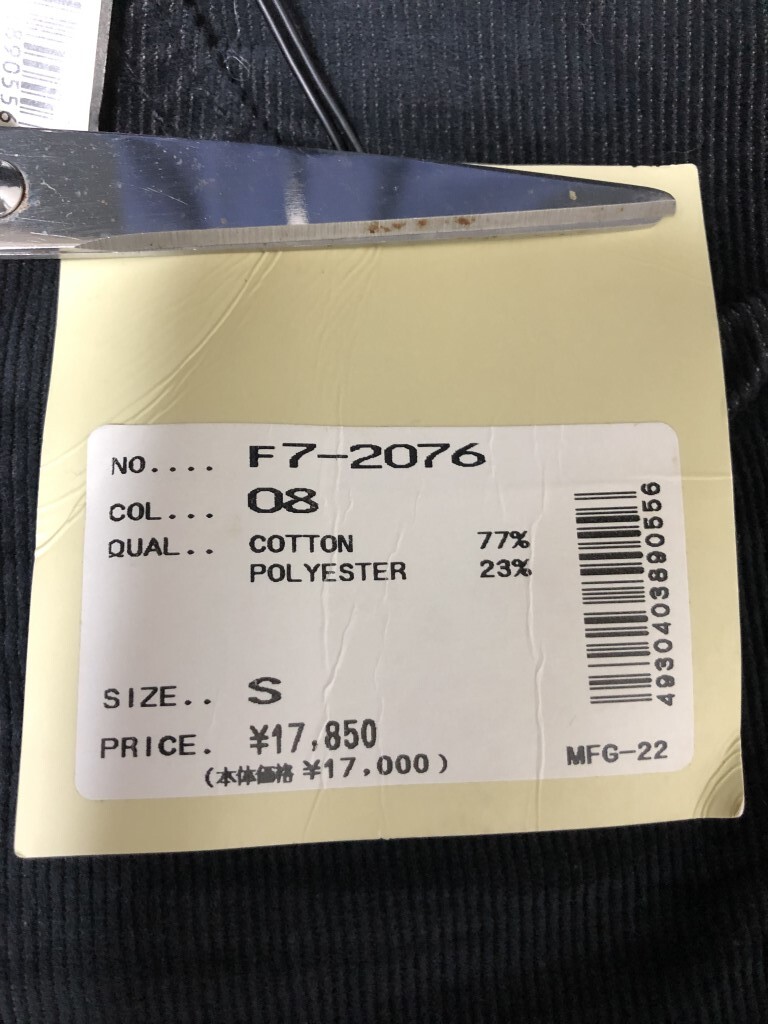 890556
NO.... F7-2076
COL... 08
QUAL.. COTTON 77%
POLYESTER 23%
4930403890556
SIZE.. S
PRICE. ¥17,850
(本体価格 ¥17,000)
MFG-22